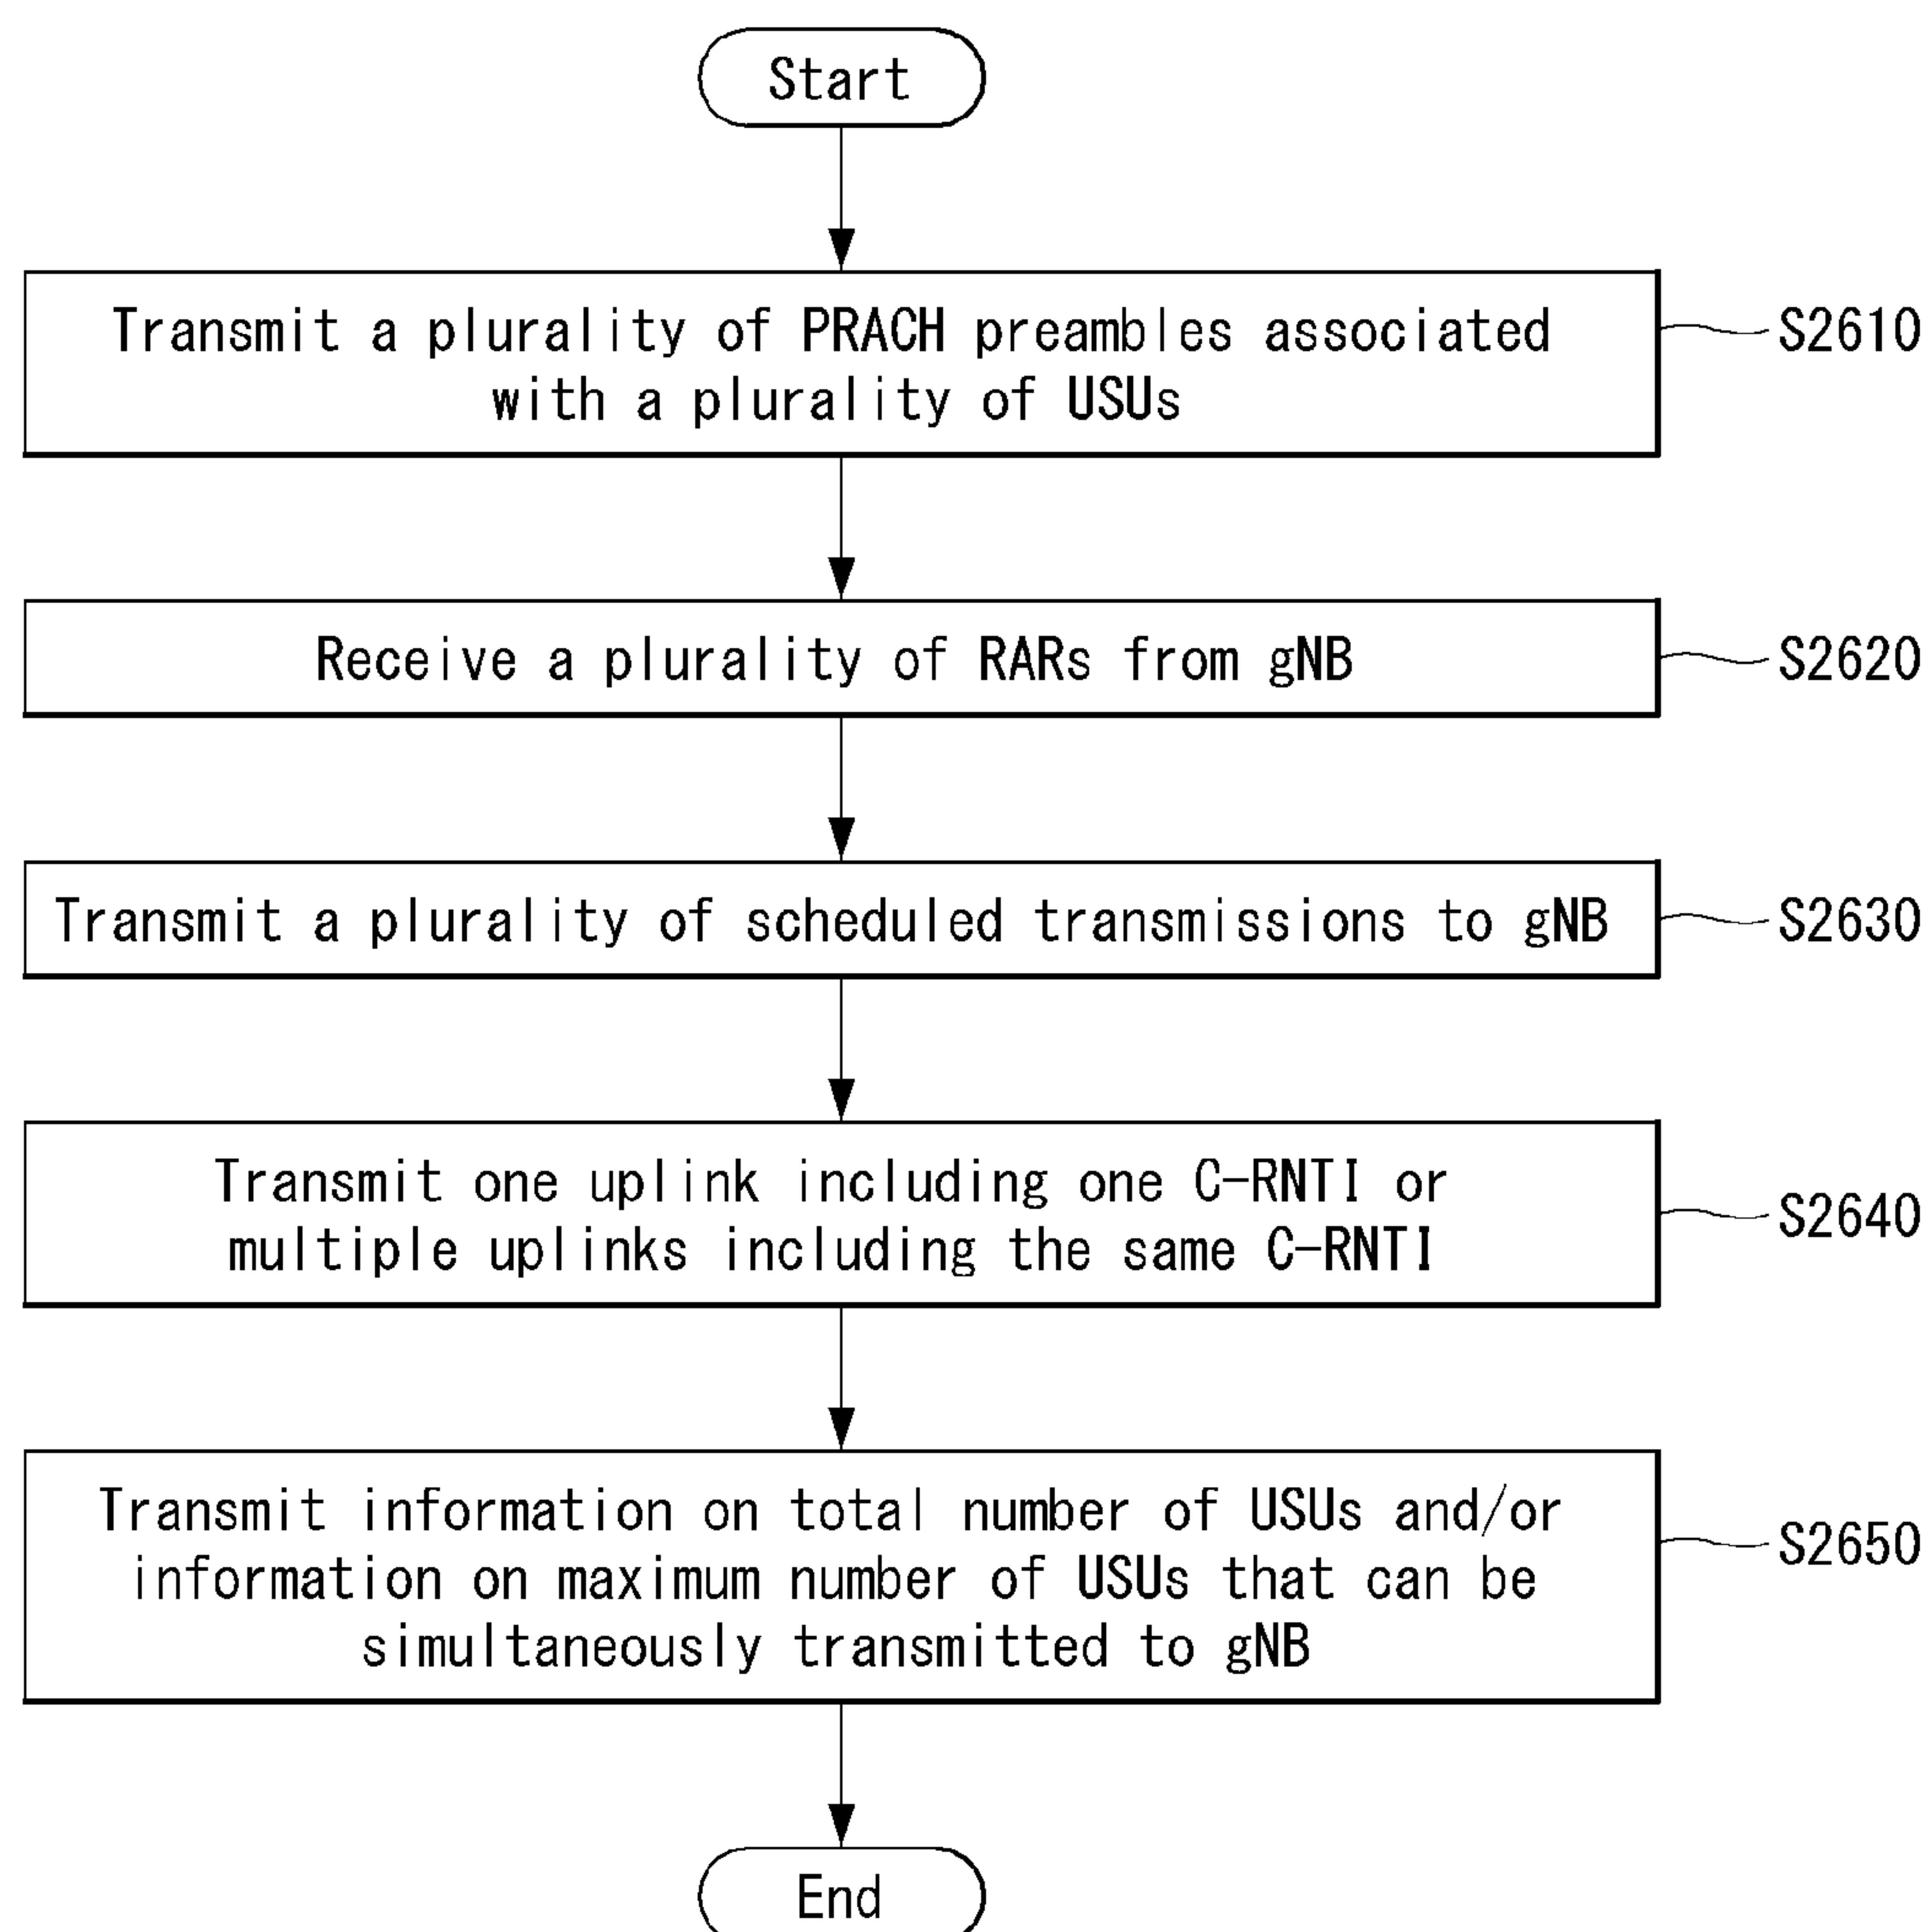 Start
Transmit a plurality of PRACH preambles associated
with a plurality of USUs
S2610
Receive a plurality of RARs from gNB
S2620
Transmit a plurality of scheduled transmissions to gNB
S2630
Transmit one uplink including one C-RNTI or
multiple uplinks including the same C-RNTI
S2640
Transmit information on total number of USUs and/or
information on maximum number of USUs that can be
simultaneously transmitted to gNB
S2650
End